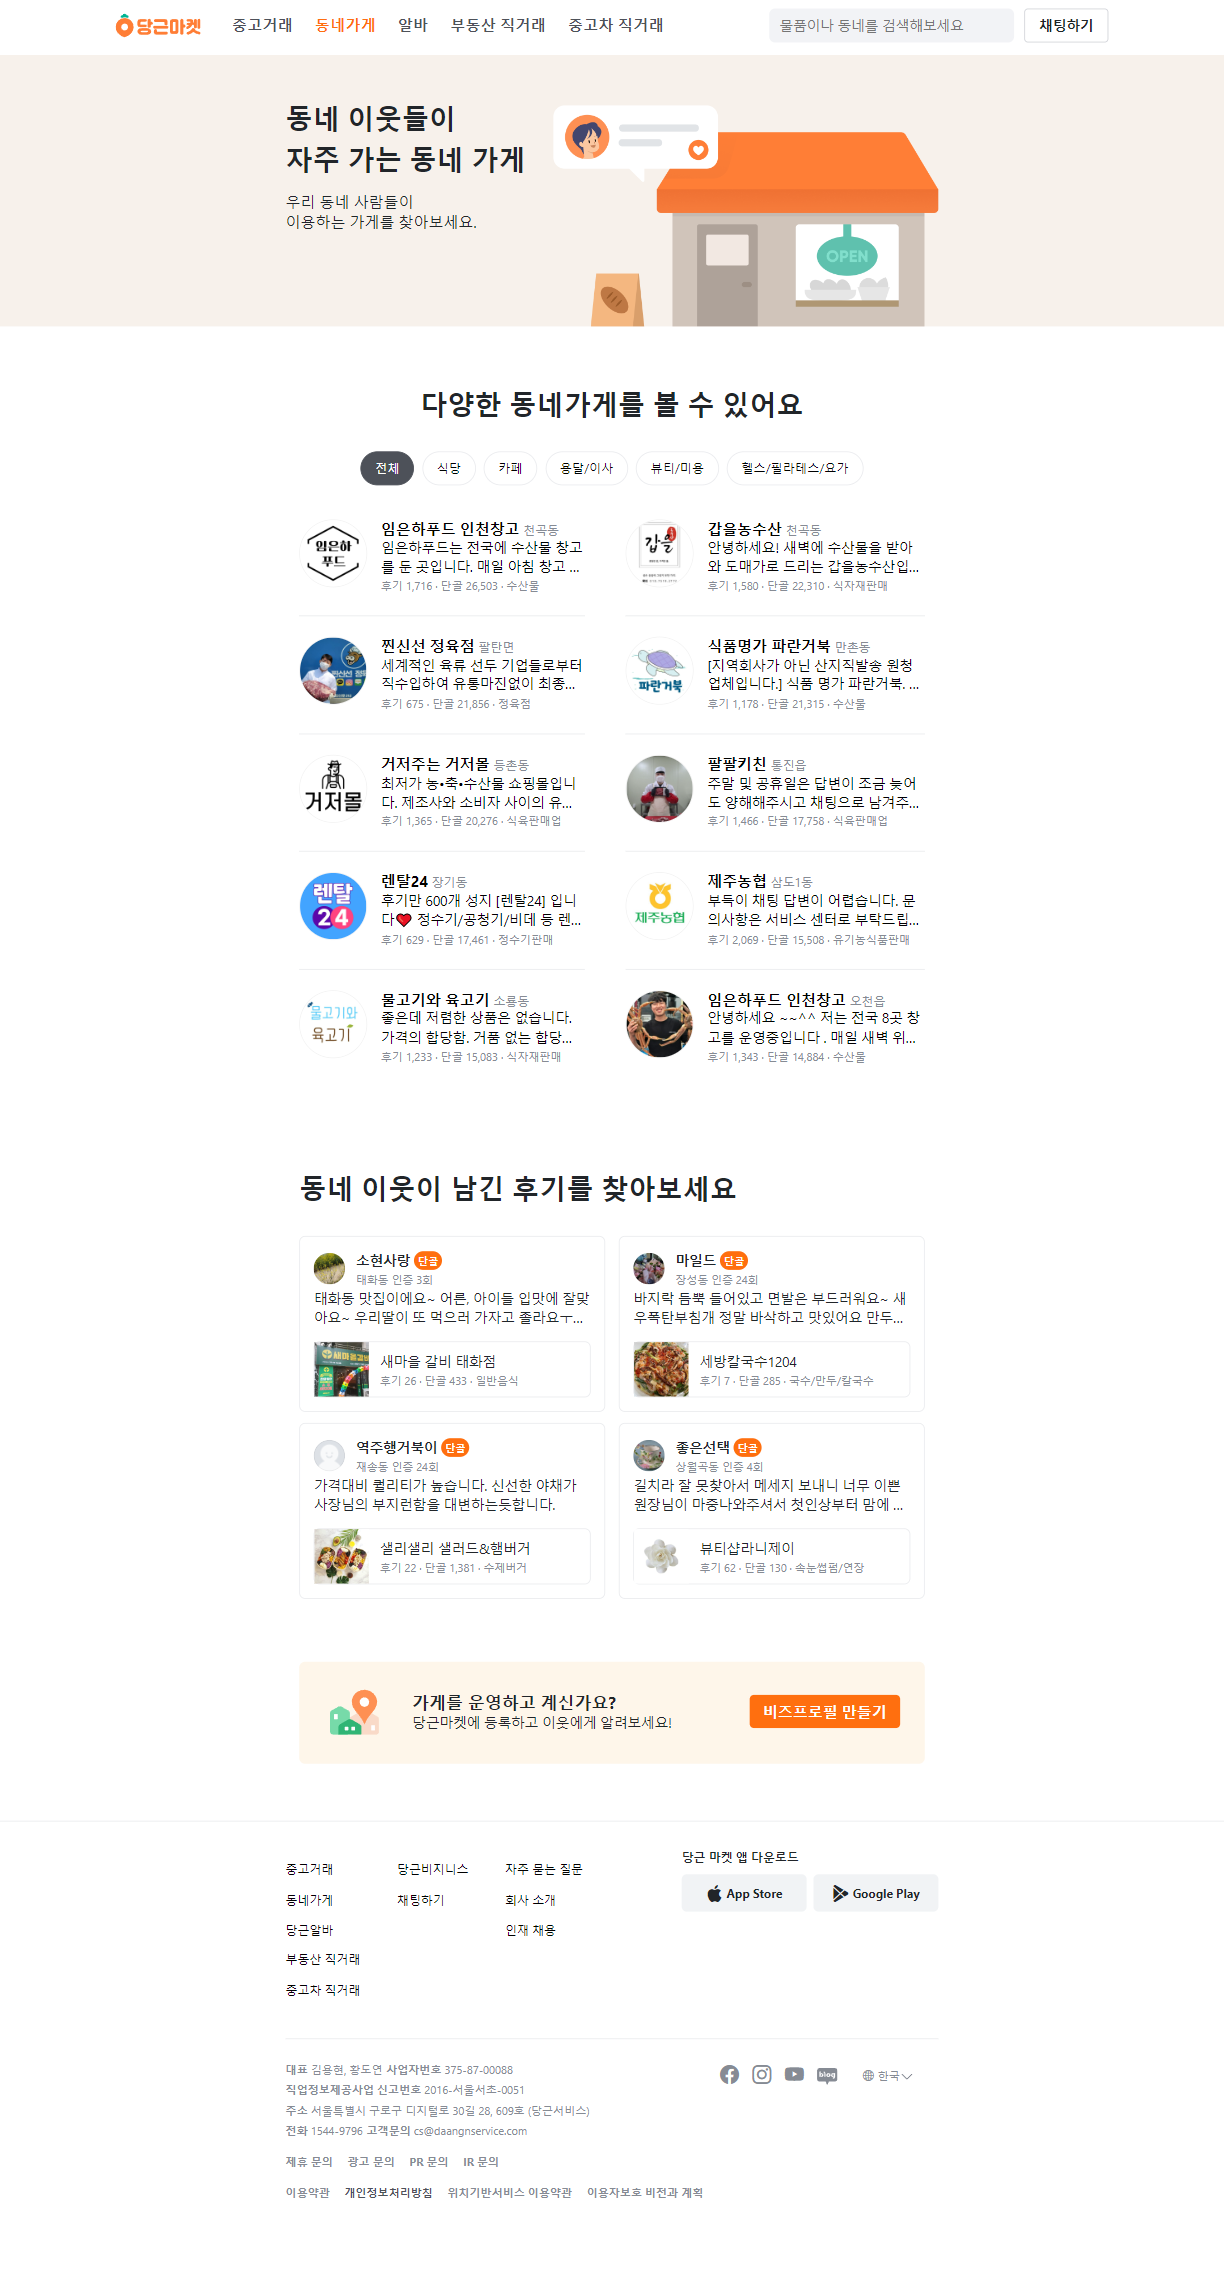 당근마켓 중고거래 동네가게 알바 부동산 직거래 중고차 직거래 물품이나 동네를 검색해보세요 채팅하기
동네 이웃들이
자주 가는 동네 가게
우리 동네 사람들이
이용하는 가게를 찾아보세요.
OPEN
다양한 동네가게를 볼 수 있어요
전체 식당 카페 용달/이사 뷰티/미용 헬스/필라테스/요가
임은하
푸드
임은하푸드 인천창고 천곡동
임은하푸드는 전국에 수산물 창고
를 둔 곳입니다. 매일 아침 창고 ...
후기 1,716 · 단골 26,503 · 수산물
갑을
갑을농수산 천곡동
안녕하세요! 새벽에 수산물을 받아
와 도매가로 드리는 갑을농수산입...
후기 1,580 · 단골 22,310 · 식자재판매
찐신선 정육점 팔탄면
세계적인 육류 선두 기업들로부터
직수입하여 유통마진없이 최종...
후기 675 · 단골 21,856 · 정육점
파란거북
식품명가 파란거북 만촌동
[지역회사가 아닌 산지직발송 원청
업체입니다.] 식품 명가 파란거북. ...
후기 1,178 · 단골 21,315 · 수산물
거저몰
거저주는 거저몰 등촌동
최저가 농•축•수산물 쇼핑몰입니
다. 제조사와 소비자 사이의 유...
후기 1,365 · 단골 20,276 · 식육판매업
팔팔키친 통진읍
주말 및 공휴일은 답변이 조금 늦어
도 양해해주시고 채팅으로 남겨주...
후기 1,466 · 단골 17,758 · 식육판매업
렌탈
24
렌탈24 장기동
후기만 600개 성지 [렌탈24] 입니
다❤️ 정수기/공청기/비데 등 렌...
후기 629 · 단골 17,461 · 정수기판매
제주농협
제주농협 삼도1동
부득이 채팅 답변이 어렵습니다. 문
의사항은 서비스 센터로 부탁드립...
후기 2,069 · 단골 15,508 · 유기농식품판매
물고기와
육고기
물고기와 육고기 소룡동
좋은데 저렴한 상품은 없습니다.
가격의 합당함. 거품 없는 합당...
후기 1,233 · 단골 15,083 · 식자재판매
임은하푸드 인천창고 오천읍
안녕하세요 ~~^^ 저는 전국 8곳 창
고를 운영중입니다 . 매일 새벽 위...
후기 1,343 · 단골 14,884 · 수산물
동네 이웃이 남긴 후기를 찾아보세요
소현사랑 단골
태화동 인증 3회
태화동 맛집이에요~ 어른, 아이들 입맛에 잘맞
아요~ 우리딸이 또 먹으러 가자고 졸라요ㅜ...
새마을 갈비 태화점
후기 26 · 단골 433 · 일반음식
마일드 단골
장성동 인증 24회
바지락 듬뿍 들어있고 면발은 부드러워요~ 새
우폭탄부침개 정말 바삭하고 맛있어요 만두...
세방칼국수1204
후기 7 · 단골 285 · 국수/만두/칼국수
역주행거북이 단골
재송동 인증 24회
가격대비 퀄리티가 높습니다. 신선한 야채가
사장님의 부지런함을 대변하는듯합니다.
샐리샐리 샐러드&햄버거
후기 22 · 단골 1,381 · 수제버거
좋은선택 단골
상월곡동 인증 4회
길치라 잘 못찾아서 메세지 보내니 너무 이쁜
원장님이 마중나와주셔서 첫인상부터 맘에 ...
뷰티샵라니제이
후기 62 · 단골 130 · 속눈썹펌/연장
가게를 운영하고 계신가요?
당근마켓에 등록하고 이웃에게 알려보세요!
비즈프로필 만들기
중고거래 당근비지니스 자주 묻는 질문
동네가게 채팅하기 회사 소개
당근알바 인재 채용
부동산 직거래
중고차 직거래
당근 마켓 앱 다운로드
App Store Google Play
대표 김용현, 황도연 사업자번호 375-87-00088
직업정보제공사업 신고번호 2016-서울서초-0051
주소 서울특별시 구로구 디지털로 30길 28, 609호 (당근서비스)
전화 1544-9796 고객문의 cs@daangnservice.com
blog 한국
제휴 문의 광고 문의 PR 문의 IR 문의
이용약관 개인정보처리방침 위치기반서비스 이용약관 이용자보호 비전과 계획